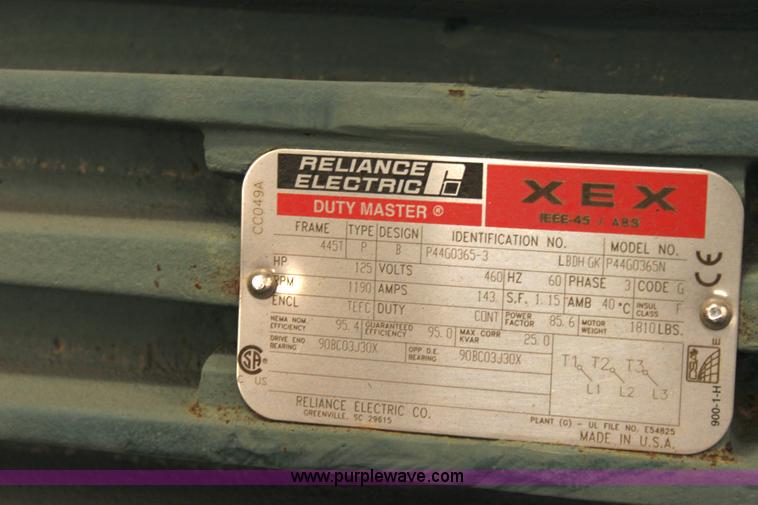 RELIANCE
ELECTRIC
DUTY MASTER ®
XEX
IEEE-45 / ABS
CC049A
FRAME 445T TYPE P DESIGN B IDENTIFICATION NO. P44G0365-3 LBDH GK MODEL NO. P44G0365N
HP 125 VOLTS 460 HZ 60 PHASE 3 CODE G
RPM 1190 AMPS 143. S.F. 1.15 AMB 40 °C INSUL CLASS F
ENCL TEFC DUTY CONT POWER FACTOR 85.6 MOTOR WEIGHT 1810LBS.
NEMA NOM. EFFICIENCY 95.4 GUARANTEED EFFICIENCY 95.0 MAX CORR KVAR 25.0
DRIVE END BEARING 90BC03J30X OPP D.E. BEARING 90BC03J30X
T1 T2 T3
L1 L2 L3
CE
SA
C US
E
900-1-H
RELIANCE ELECTRIC CO.
GREENVILLE, SC 29615
PLANT (G) - UL FILE NO. E54825
MADE IN U.S.A.
www.purplewave.com